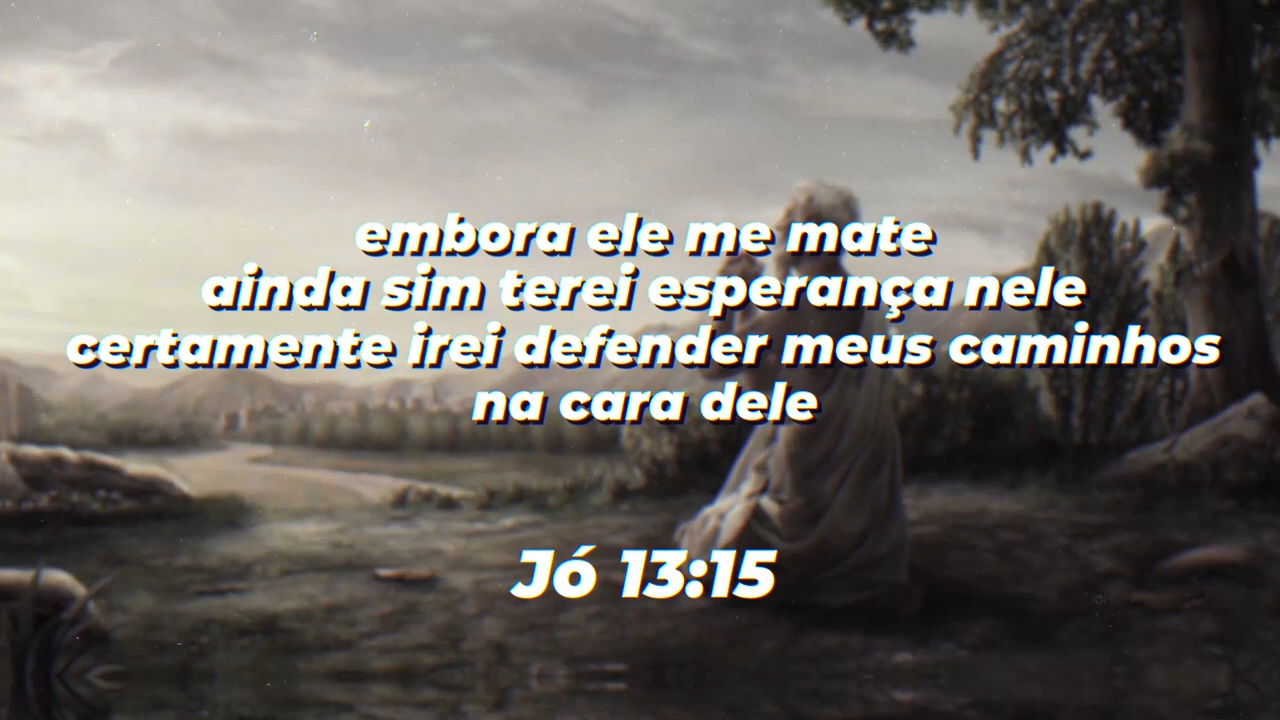 embora ele me mate
ainda sim terei esperança nele
certamente irei defender meus caminhos
na cara dele
Jó 13:15